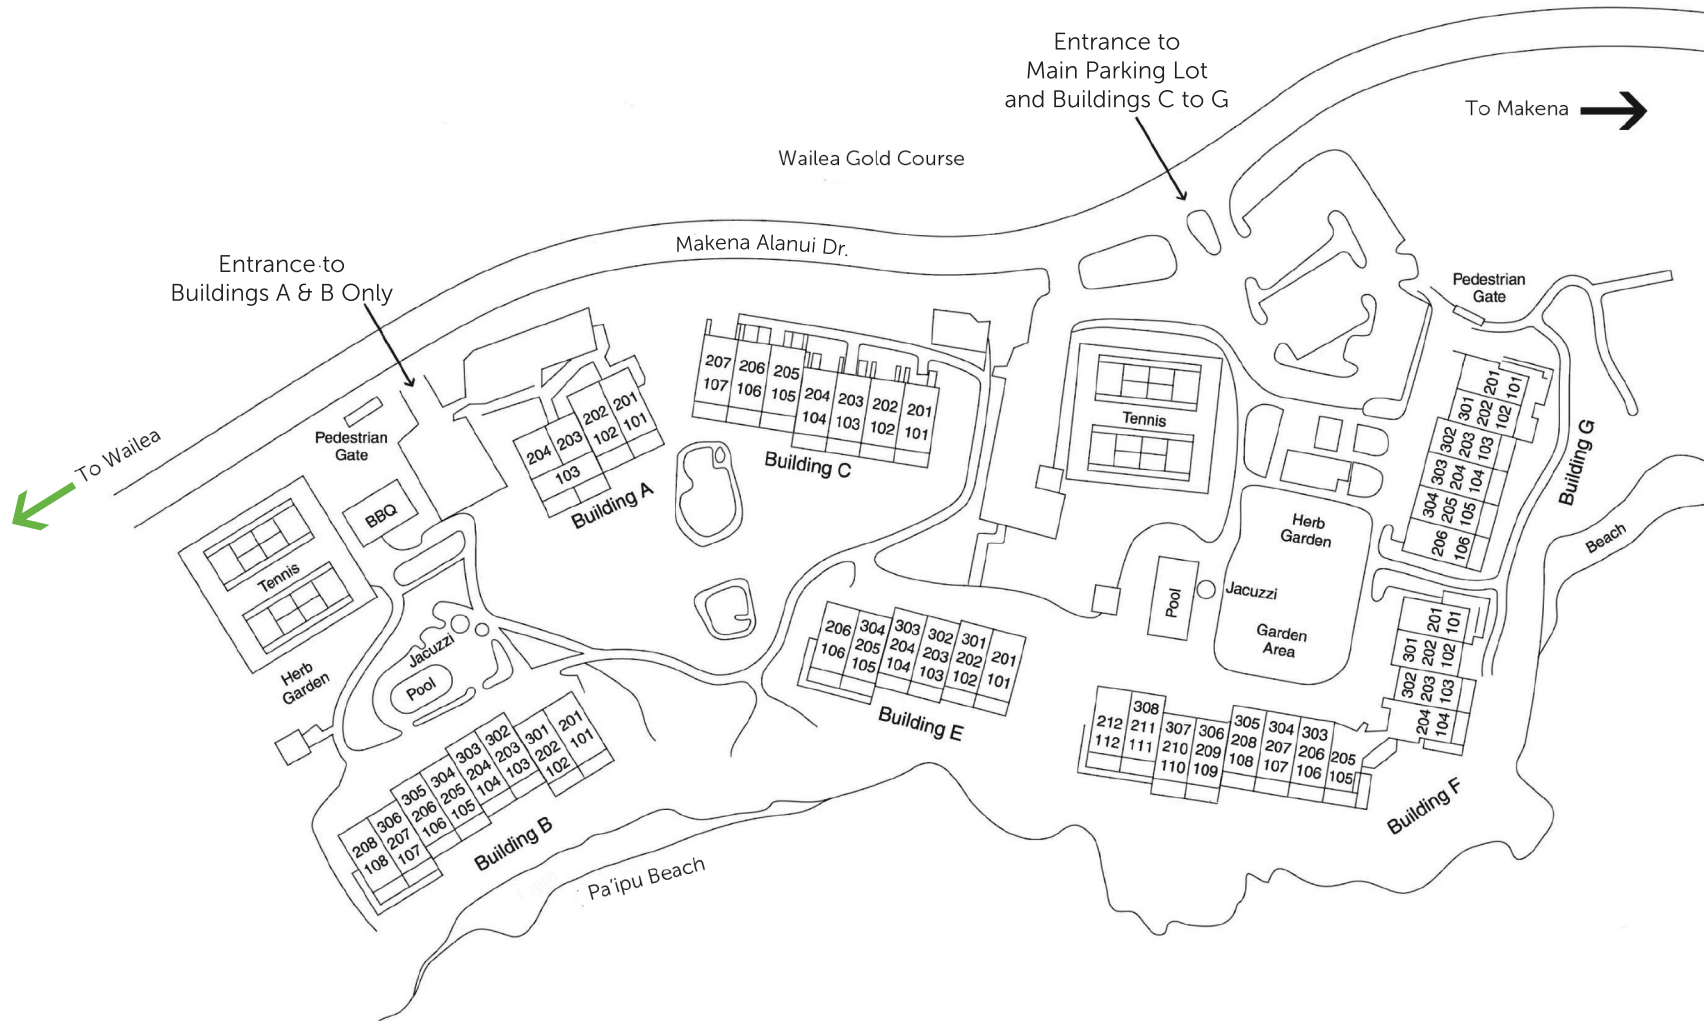 Entrance to
Main Parking Lot
and Buildings C to G
To Makena
Wailea Gold Course
Makena Alanui Dr.
Entrance to
Buildings A & B Only
Pedestrian
Gate
To Wailea
Pedestrian
Gate
BBQ
Tennis
Herb
Garden
Jacuzzi
Pool
204 203 202 201
103 102 101
Building A
207 206 205 204 203 202 201
107 106 105 104 103 102 101
Building C
Tennis
Herb
Garden
Pool
Jacuzzi
Garden
Area
301 302 303 304
201 202 203 204 205 206
101 102 103 104 105 106
Building G
Beach
206 304 303 302 301 201
106 205 204 203 202 101
105 104 103 102
Building E
301 302
201 202 203 204
101 102 103 104
308 307 306 305 304 303
212 211 210 209 208 207 206 205
112 111 110 109 108 107 106 105
Building F
306 305 304 303 302 301
208 207 206 205 204 203 202 201
108 107 106 105 104 103 102 101
Building B
Pa'ipu Beach